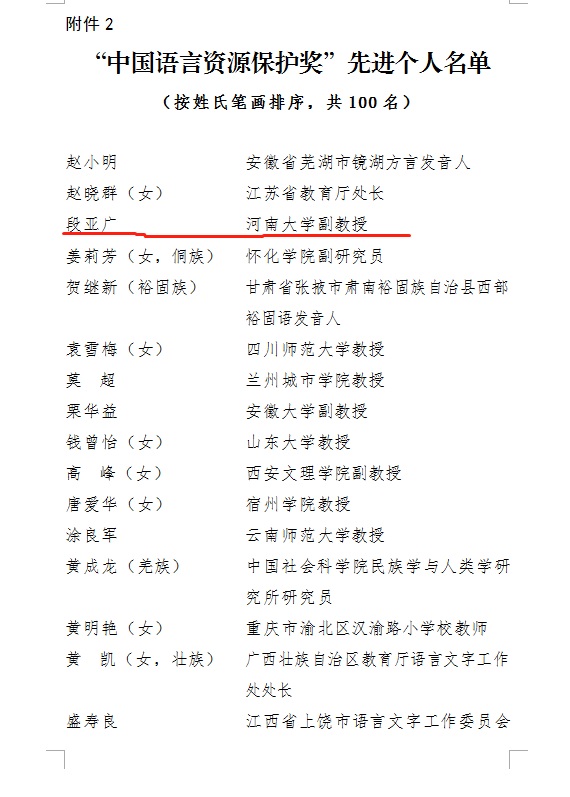 附件 2
“中国语言资源保护奖”先进个人名单
（按姓氏笔画排序，共 100 名）
赵小明 安徽省芜湖市镜湖方言发音人
赵晓群（女） 江苏省教育厅处长
段亚广 河南大学副教授
姜莉芳（女，侗族） 怀化学院副研究员
贺继新（裕固族） 甘肃省张掖市肃南裕固族自治县西部
裕固语发音人
袁雪梅（女） 四川师范大学教授
莫 超 兰州城市学院教授
栗华益 安徽大学副教授
钱曾怡（女） 山东大学教授
高 峰（女） 西安文理学院副教授
唐爱华（女） 宿州学院教授
涂良军 云南师范大学教授
黄成龙（羌族） 中国社会科学院民族学与人类学研
究所研究员
黄明艳（女） 重庆市渝北区汉渝路小学校教师
黄 凯（女，壮族） 广西壮族自治区教育厅语言文字工作
处处长
盛寿良 江西省上饶市语言文字工作委员会